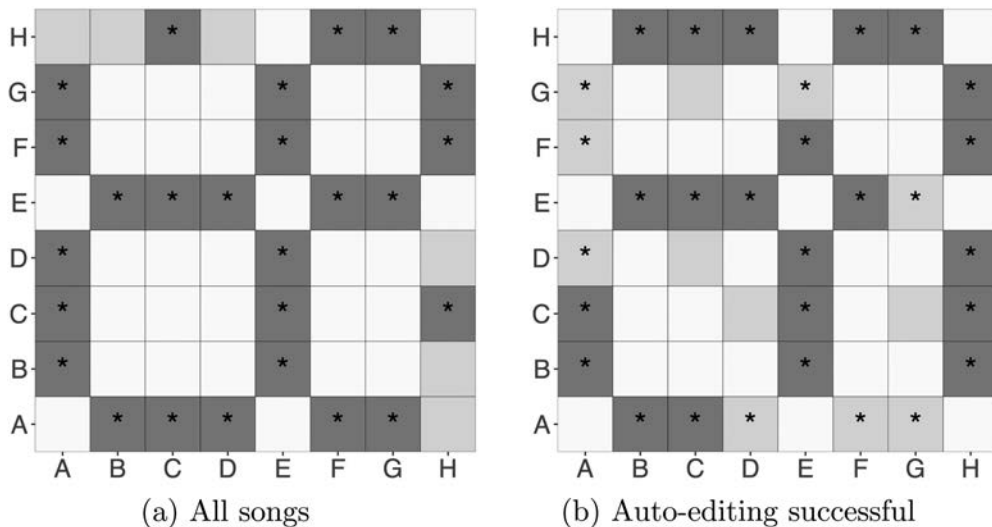 H * * * H * * * * *
G * * * G * * *
F * * * F * * *
E * * * * * E * * * * *
D * * D * * *
C * * * C * * *
B * * B * * *
A * * * * * A * * * * *
A B C D E F G H A B C D E F G H
(a) All songs (b) Auto-editing successful